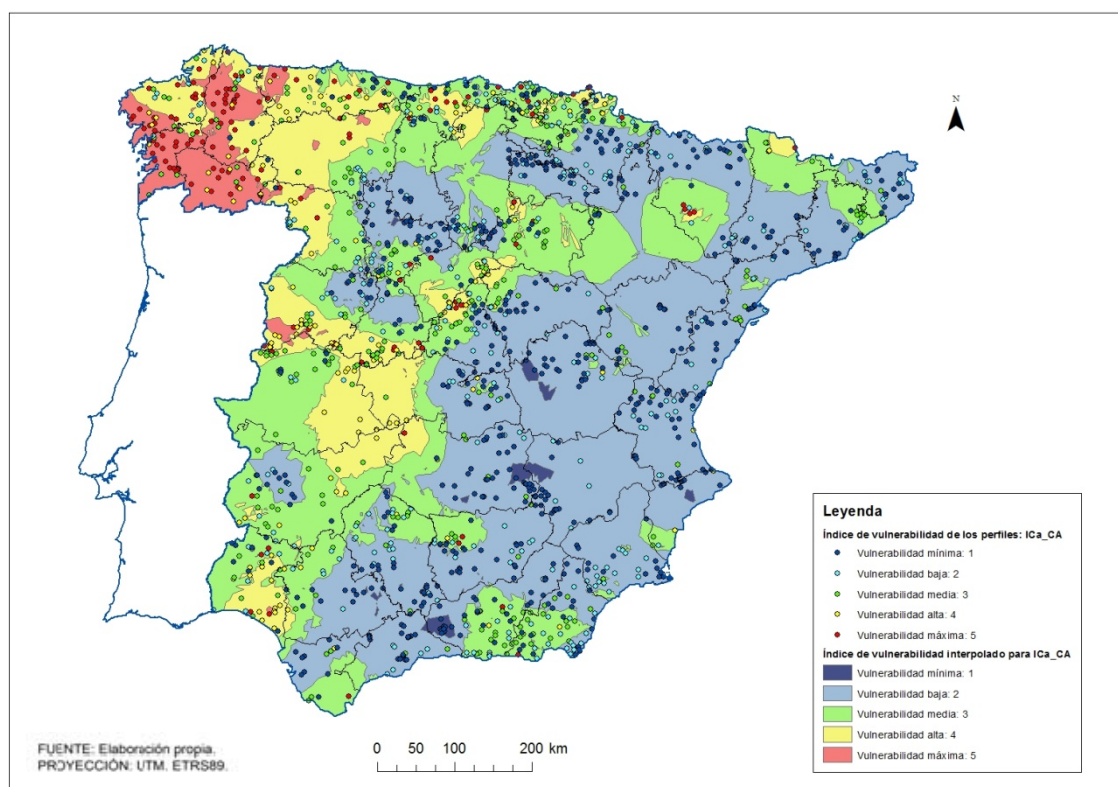 N
Leyenda
Índice de vulnerabilidad de los perfiles: ICa_CA
Vulnerabilidad mínima: 1
Vulnerabilidad baja: 2
Vulnerabilidad media: 3
Vulnerabilidad alta: 4
Vulnerabilidad máxima: 5
Índice de vulnerabilidad interpolado para ICa_CA
Vulnerabilidad mínima: 1
Vulnerabilidad baja: 2
Vulnerabilidad media: 3
Vulnerabilidad alta: 4
Vulnerabilidad máxima: 5
FUENTE: Elaboración propia.
PROYECCIÓN: UTM. ETRS89.
0 50 100 200 km